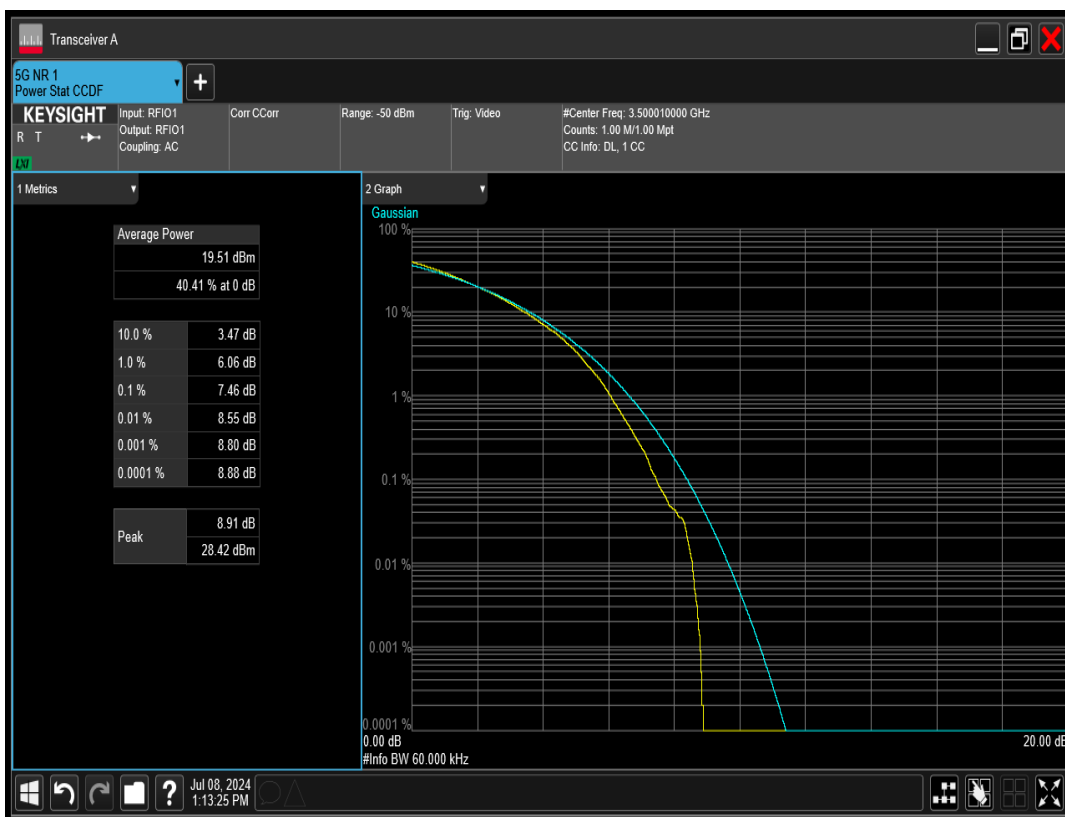 Transceiver A
5G NR 1
Power Stat CCDF
+
KEYSIGHT
R T
LXI
Input: RFIO1
Output: RFIO1
Coupling: AC
Corr CCorr
Range: -50 dBm
Trig: Video
#Center Freq: 3.500010000 GHz
Counts: 1.00 M/1.00 Mpt
CC Info: DL, 1 CC
1 Metrics
Average Power
19.51 dBm
40.41 % at 0 dB
10.0 % 3.47 dB
1.0 % 6.06 dB
0.1 % 7.46 dB
0.01 % 8.55 dB
0.001 % 8.80 dB
0.0001 % 8.88 dB
Peak
8.91 dB
28.42 dBm
2 Graph
Gaussian
100 %
10 %
1 %
0.1 %
0.01 %
0.001 %
0.0001 %
0.00 dB
20.00 dB
#Info BW 60.000 kHz
?
Jul 08, 2024
1:13:25 PM